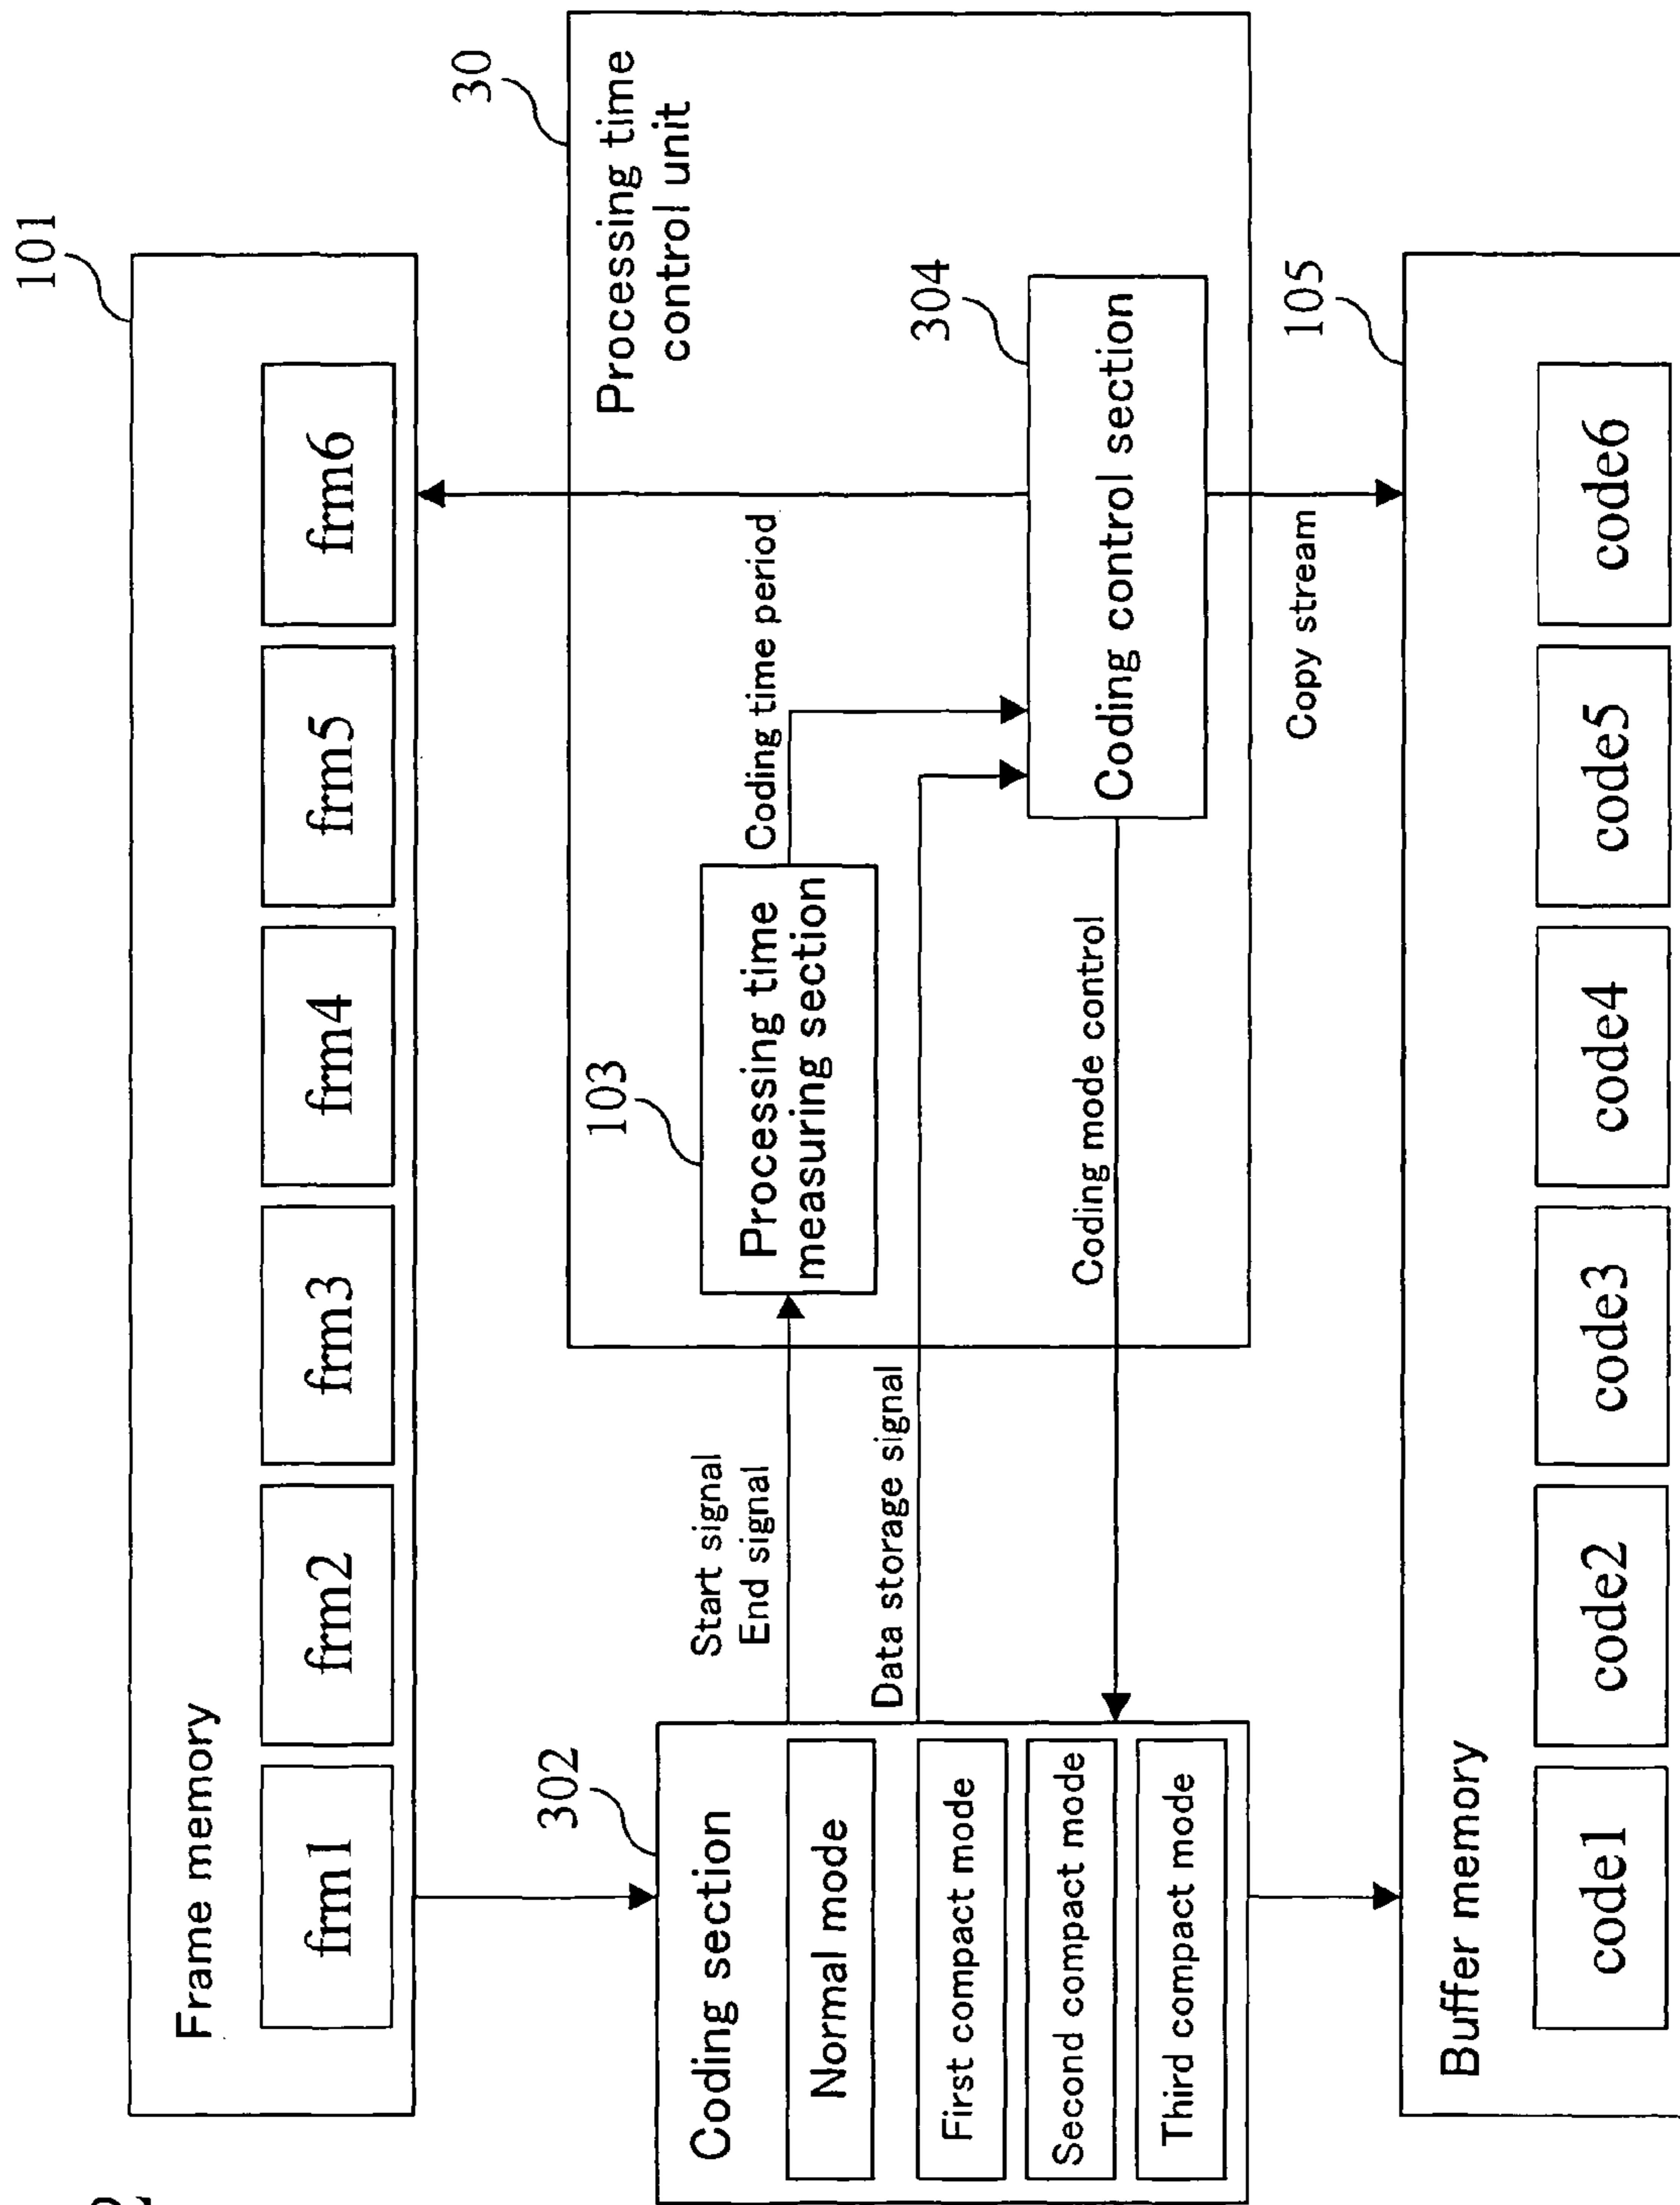 101
Frame memory
frm1
frm2
frm3
frm4
frm5
frm6
30
Processing time
control unit
302
Coding section
Normal mode
First compact mode
Second compact mode
Third compact mode
Start signal
End signal
Data storage signal
103
Processing time
measuring section
Coding time period
Coding mode control
304
Coding control section
Copy stream
105
Buffer memory
code1
code2
code3
code4
code5
code6